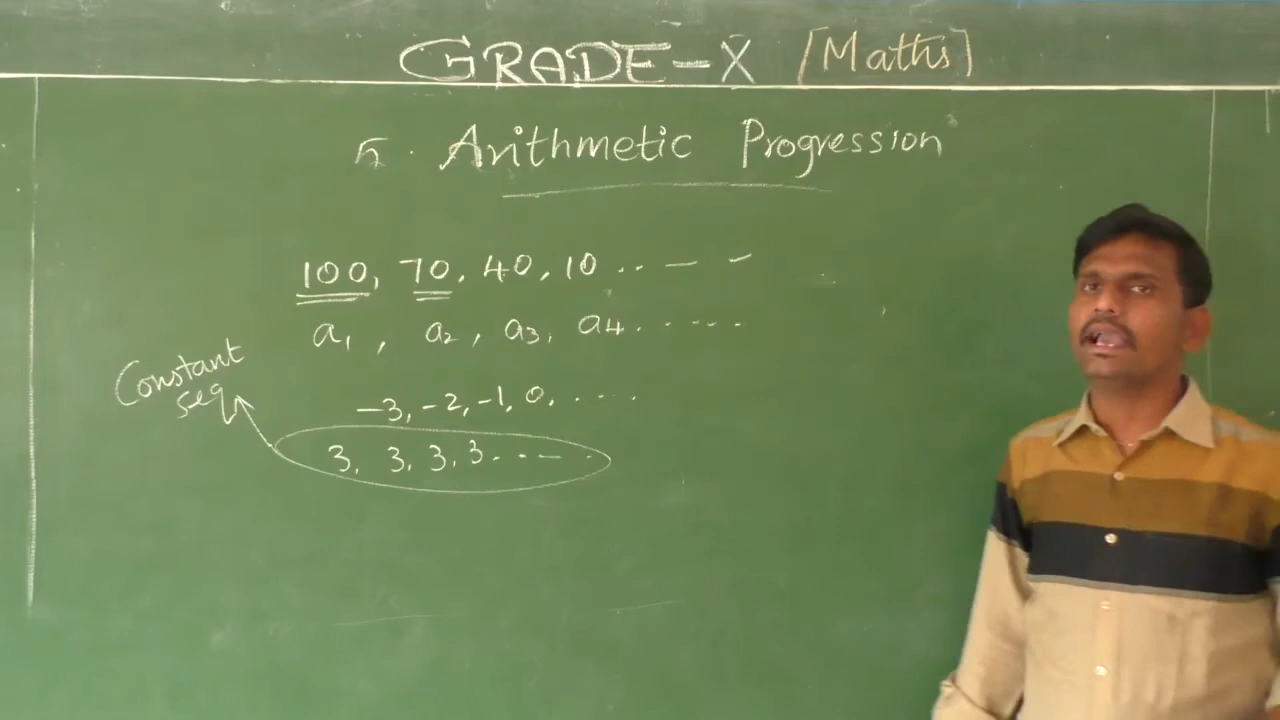 GRADE-X [Maths]
5. Arithmetic Progression
100, 70, 40, 10 ..--
a1, a2, a3, a4.....
Constant
seq
-3, -2, -1, 0, .....
3, 3, 3, 3.....